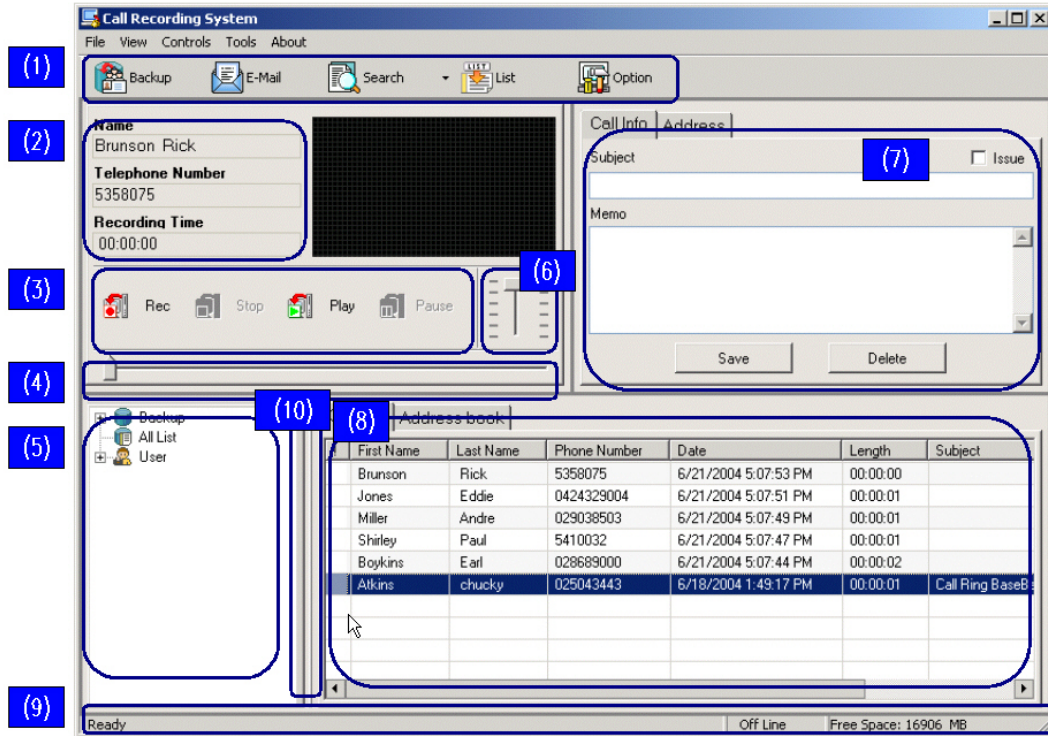 Call Recording System
File View Controls Tools About
(1)
Backup E-Mail Search LIST List Option
(2)
Name
Brunson Rick
Telephone Number
5358075
Recording Time
00:00:00
Call Info Address
(7)
Subject
Issue
Memo
Save Delete
(3)
Rec Stop Play Pause
(6)
(4)
(5)
Backup
All List
User
(10)
(8)
Address book
First Name Last Name Phone Number Date Length Subject
Brunson Rick 5358075 6/21/2004 5:07:53 PM 00:00:00
Jones Eddie 0424329004 6/21/2004 5:07:51 PM 00:00:01
Miller Andre 029038503 6/21/2004 5:07:49 PM 00:00:01
Shirley Paul 5410032 6/21/2004 5:07:47 PM 00:00:01
Boykins Earl 028689000 6/21/2004 5:07:44 PM 00:00:02
Atkins chucky 025043443 6/18/2004 1:49:17 PM 00:00:01 Call Ring BaseB
(9)
Ready Off Line Free Space: 16906 MB